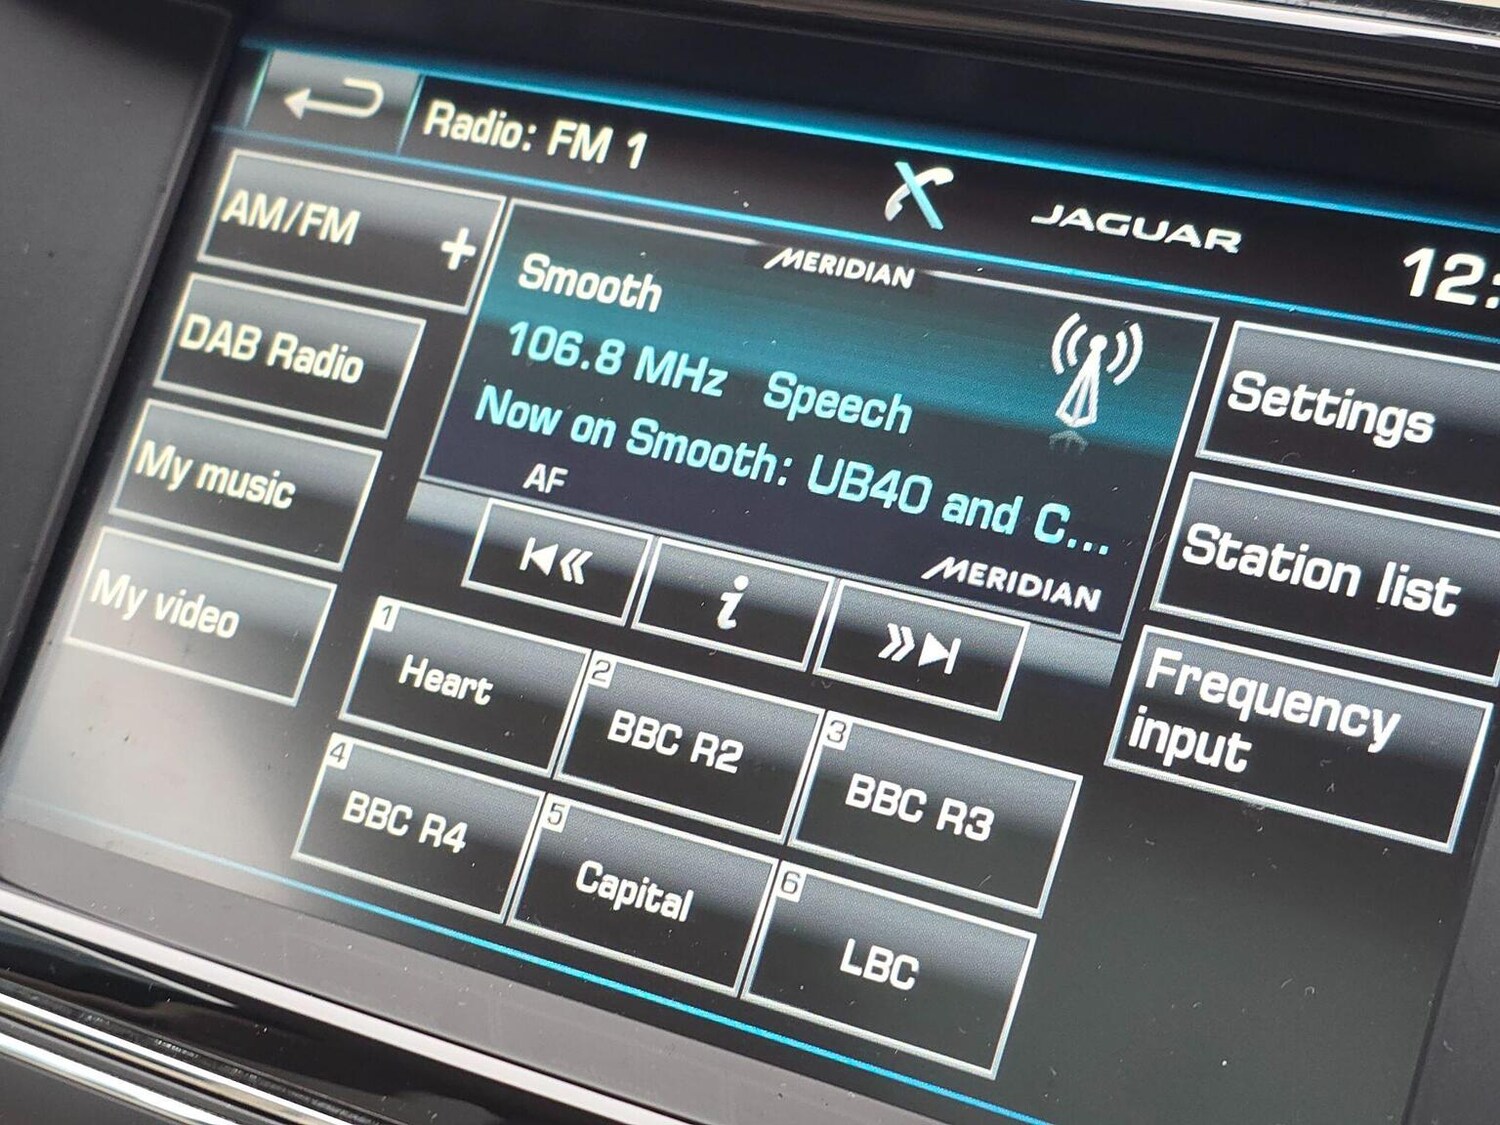 Radio: FM 1
JAGUAR
12:
AM/FM +
DAB Radio
My music
My video
MERIDIAN
Smooth
106.8 MHz Speech
Now on Smooth: UB40 and C...
AF
MERIDIAN
i
Settings
Station list
Frequency
input
1
Heart
2
BBC R2
3
BBC R3
4
BBC R4
5
Capital
6
LBC